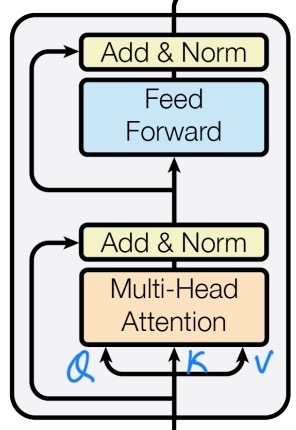 Add & Norm
Feed
Forward
Add & Norm
Multi-Head
Attention
Q K V